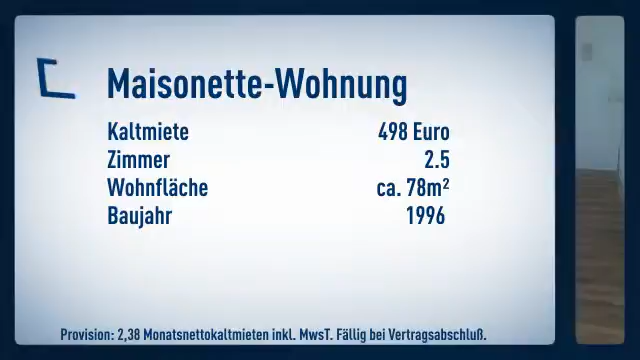 Maisonette-Wohnung
Kaltmiete 498 Euro
Zimmer 2.5
Wohnfläche ca. 78m²
Baujahr 1996
Provision: 2,38 Monatsnettokaltmieten inkl. MwsT. Fällig bei Vertragsabschluß.